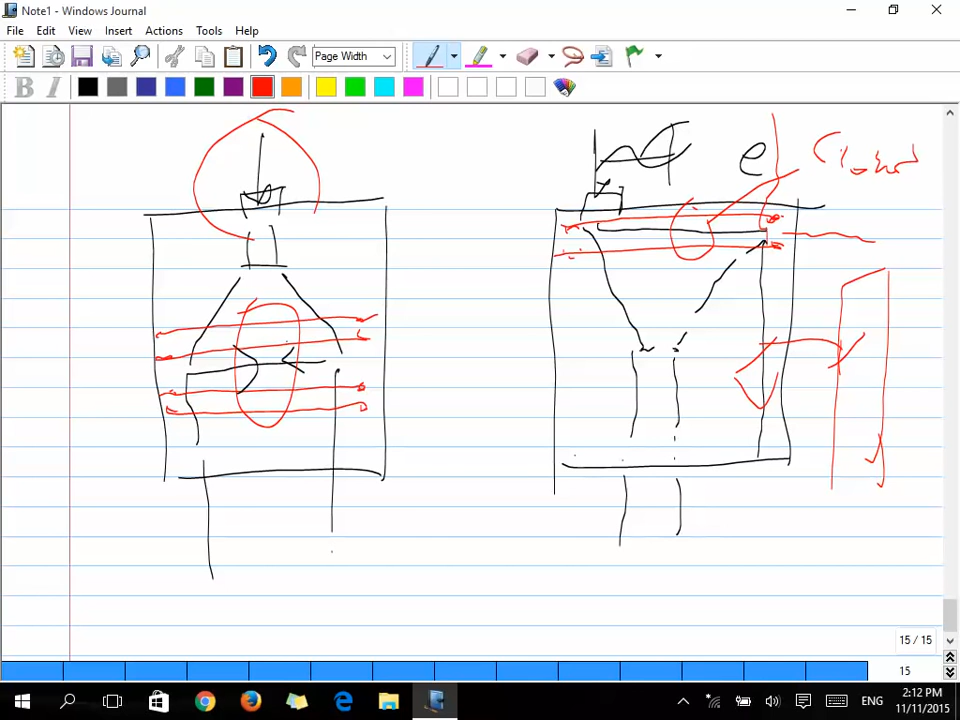 Note1 - Windows Journal
File Edit View Insert Actions Tools Help
Page Width
B I
e
15 / 15
15
ENG
2:12 PM
11/11/2015